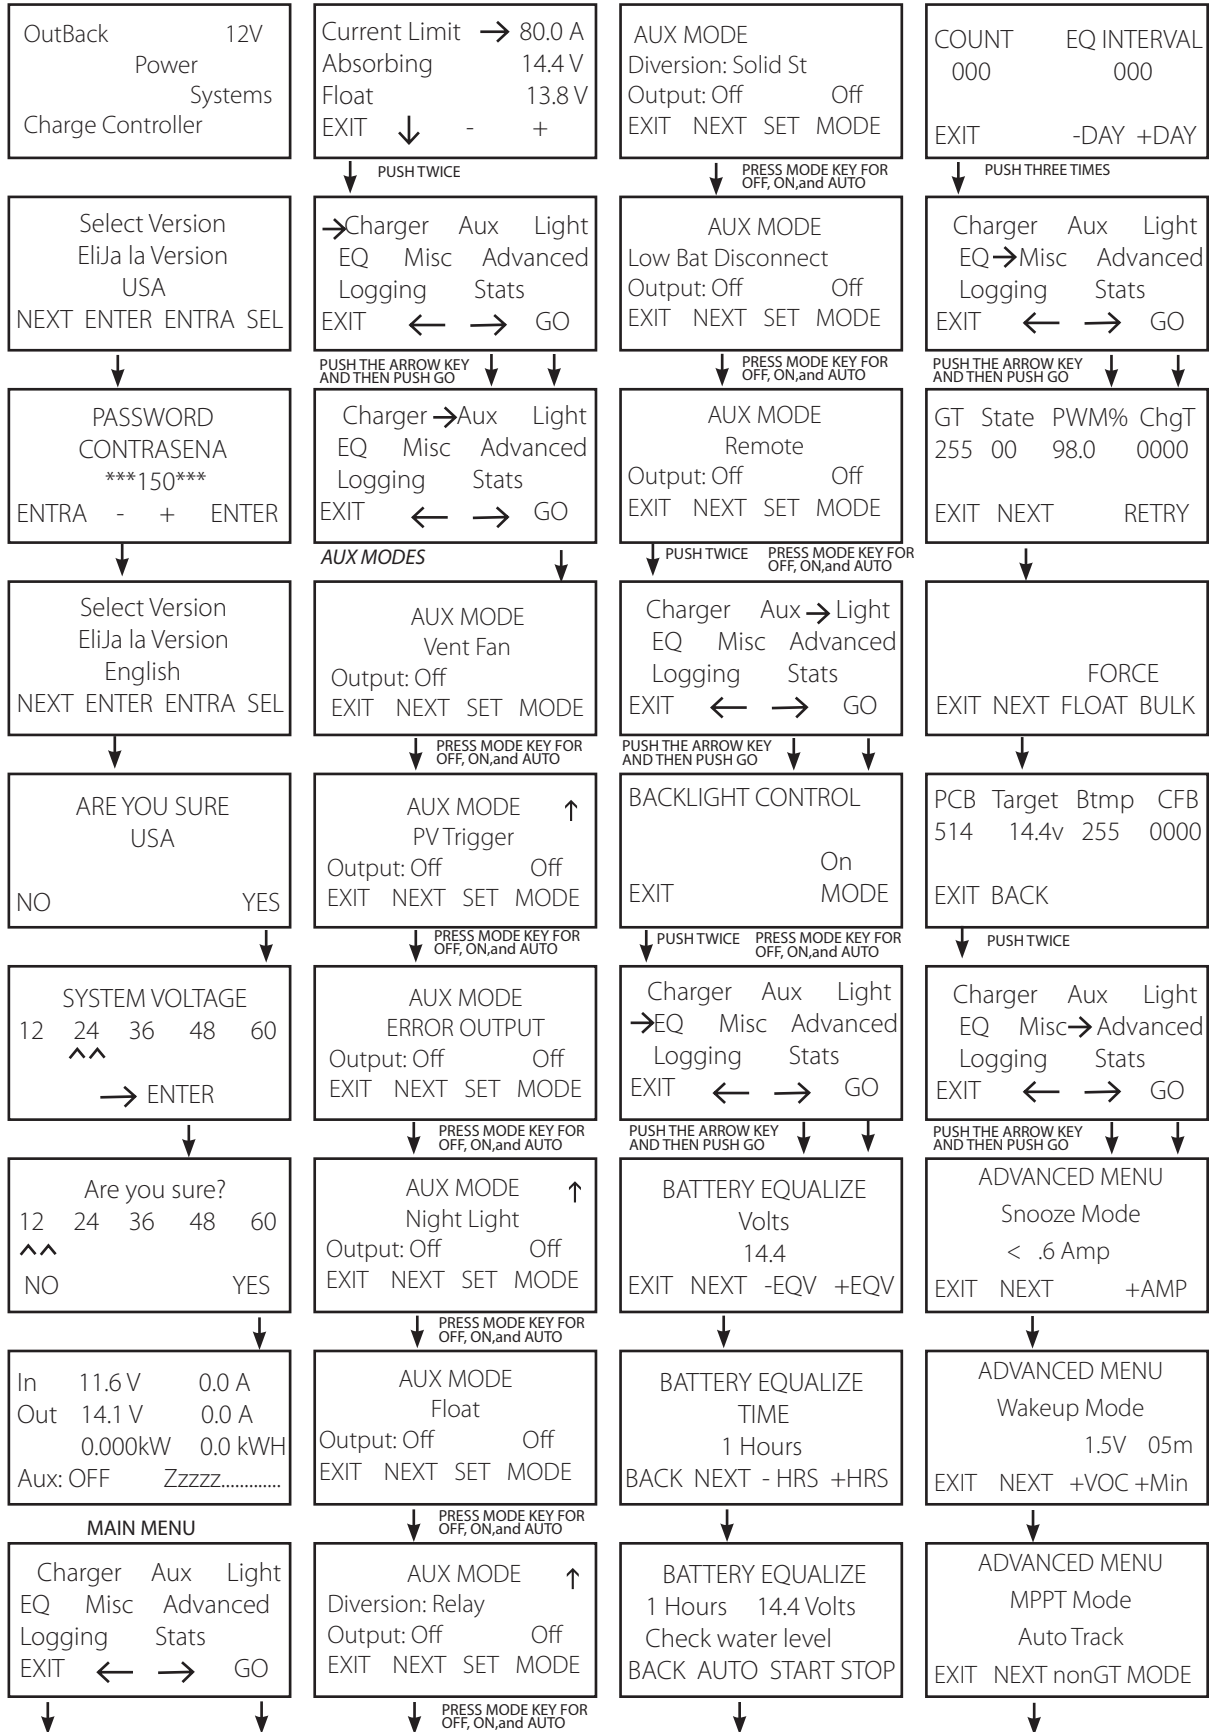 OutBack 12V
Power
Systems
Charge Controller
Select Version
EliJa la Version
USA
NEXT ENTER ENTRA SEL
PASSWORD
CONTRASENA
***150***
ENTRA - + ENTER
Select Version
EliJa la Version
English
NEXT ENTER ENTRA SEL
ARE YOU SURE
USA
NO YES
SYSTEM VOLTAGE
12 24 36 48 60
^^
→ ENTER
Are you sure?
12 24 36 48 60
^^
NO YES
In 11.6 V 0.0 A
Out 14.1 V 0.0 A
0.000kW 0.0 kWH
Aux: OFF Zzzzz.............
MAIN MENU
Charger Aux Light
EQ Misc Advanced
Logging Stats
EXIT ← → GO
Current Limit → 80.0 A
Absorbing 14.4 V
Float 13.8 V
EXIT ↓ - +
PUSH TWICE
→Charger Aux Light
EQ Misc Advanced
Logging Stats
EXIT ← → GO
PUSH THE ARROW KEY
AND THEN PUSH GO
Charger →Aux Light
EQ Misc Advanced
Logging Stats
EXIT ← → GO
AUX MODES
AUX MODE
Vent Fan
Output: Off
EXIT NEXT SET MODE
PRESS MODE KEY FOR
OFF, ON,and AUTO
AUX MODE ↑
PV Trigger
Output: Off Off
EXIT NEXT SET MODE
PRESS MODE KEY FOR
OFF, ON,and AUTO
AUX MODE
ERROR OUTPUT
Output: Off Off
EXIT NEXT SET MODE
PRESS MODE KEY FOR
OFF, ON,and AUTO
AUX MODE ↑
Night Light
Output: Off Off
EXIT NEXT SET MODE
PRESS MODE KEY FOR
OFF, ON,and AUTO
AUX MODE
Float
Output: Off Off
EXIT NEXT SET MODE
PRESS MODE KEY FOR
OFF, ON,and AUTO
AUX MODE ↑
Diversion: Relay
Output: Off Off
EXIT NEXT SET MODE
PRESS MODE KEY FOR
OFF, ON,and AUTO
AUX MODE
Diversion: Solid St
Output: Off Off
EXIT NEXT SET MODE
PRESS MODE KEY FOR
OFF, ON,and AUTO
AUX MODE
Low Bat Disconnect
Output: Off Off
EXIT NEXT SET MODE
PRESS MODE KEY FOR
OFF, ON,and AUTO
AUX MODE
Remote
Output: Off Off
EXIT NEXT SET MODE
PUSH TWICE PRESS MODE KEY FOR
OFF, ON,and AUTO
Charger Aux → Light
EQ Misc Advanced
Logging Stats
EXIT ← → GO
PUSH THE ARROW KEY
AND THEN PUSH GO
BACKLIGHT CONTROL
On
EXIT MODE
PUSH TWICE PRESS MODE KEY FOR
OFF, ON,and AUTO
Charger Aux Light
→EQ Misc Advanced
Logging Stats
EXIT ← → GO
PUSH THE ARROW KEY
AND THEN PUSH GO
BATTERY EQUALIZE
Volts
14.4
EXIT NEXT -EQV +EQV
BATTERY EQUALIZE
TIME
1 Hours
BACK NEXT - HRS +HRS
BATTERY EQUALIZE
1 Hours 14.4 Volts
Check water level
BACK AUTO START STOP
COUNT EQ INTERVAL
000 000
EXIT -DAY +DAY
PUSH THREE TIMES
Charger Aux Light
EQ→Misc Advanced
Logging Stats
EXIT ← → GO
PUSH THE ARROW KEY
AND THEN PUSH GO
GT State PWM% ChgT
255 00 98.0 0000
EXIT NEXT RETRY
FORCE
EXIT NEXT FLOAT BULK
PCB Target Btmp CFB
514 14.4v 255 0000
EXIT BACK
PUSH TWICE
Charger Aux Light
EQ Misc→Advanced
Logging Stats
EXIT ← → GO
PUSH THE ARROW KEY
AND THEN PUSH GO
ADVANCED MENU
Snooze Mode
< .6 Amp
EXIT NEXT +AMP
ADVANCED MENU
Wakeup Mode
1.5V 05m
EXIT NEXT +VOC +Min
ADVANCED MENU
MPPT Mode
Auto Track
EXIT NEXT nonGT MODE